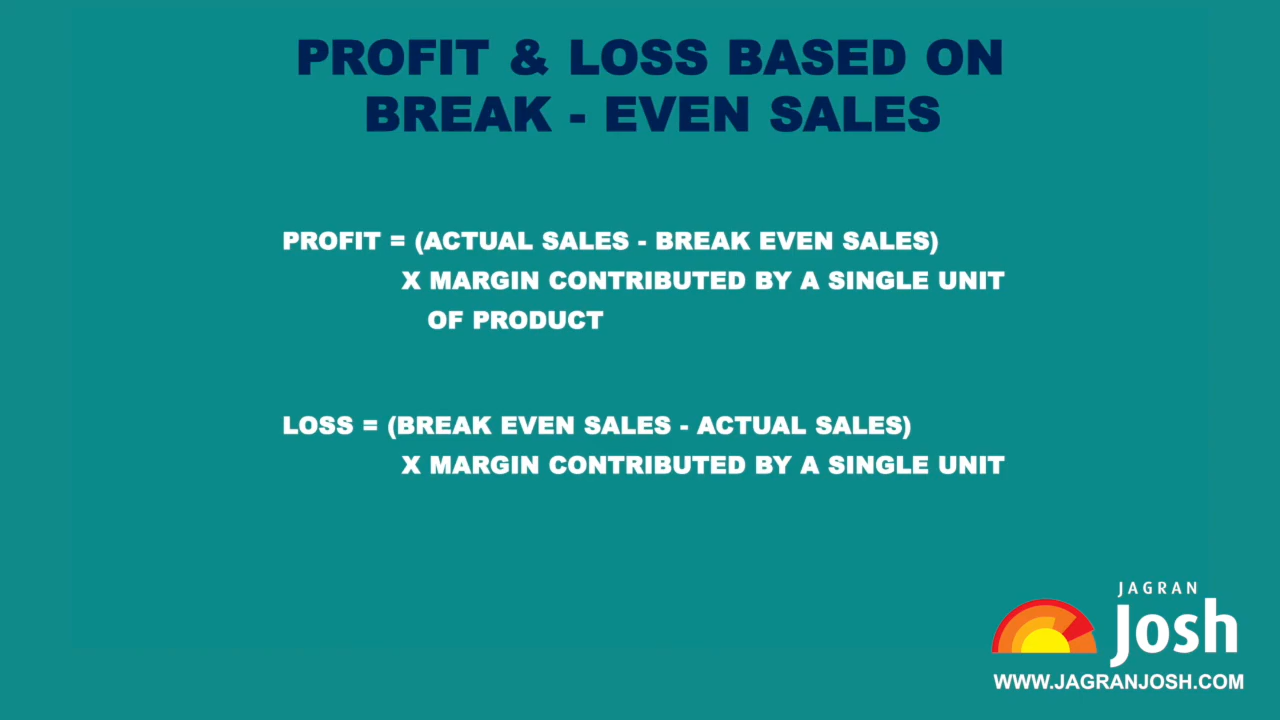 PROFIT & LOSS BASED ON
BREAK - EVEN SALES
PROFIT = (ACTUAL SALES - BREAK EVEN SALES)
X MARGIN CONTRIBUTED BY A SINGLE UNIT
OF PRODUCT
LOSS = (BREAK EVEN SALES - ACTUAL SALES)
X MARGIN CONTRIBUTED BY A SINGLE UNIT
JAGRAN
Josh
WWW.JAGRANJOSH.COM